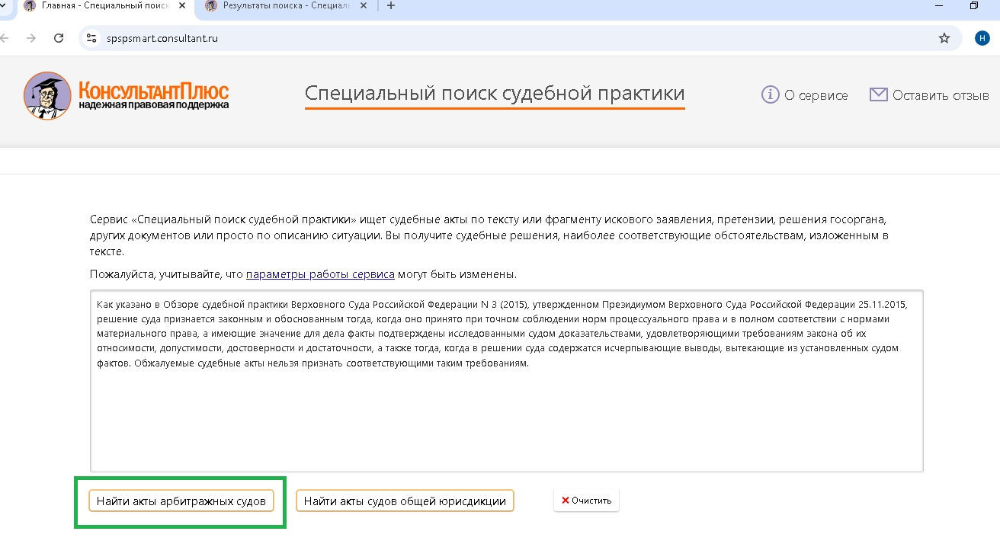 Главная - Специальный поиск
Результаты поиска - Специаль
spspsmart.consultant.ru
H
КОНСУЛЬТАНТПЛЮС
надежная правовая поддержка
Специальный поиск судебной практики
i О сервисе
Оставить отзыв
Сервис «Специальный поиск судебной практики» ищет судебные акты по тексту или фрагменту искового заявления, претензии, решения госоргана,
других документов или просто по описанию ситуации. Вы получите судебные решения, наиболее соответствующие обстоятельствам, изложенным в
тексте.
Пожалуйста, учитывайте, что параметры работы сервиса могут быть изменены.
Как указано в Обзоре судебной практики Верховного Суда Российской Федерации N 3 (2015), утвержденном Президиумом Верховного Суда Российской Федерации 25.11.2015,
решение суда признается законным и обоснованным тогда, когда оно принято при точном соблюдении норм процессуального права и в полном соответствии с нормами
материального права, а имеющие значение для дела факты подтверждены исследованными судом доказательствами, удовлетворяющими требованиям закона об их
относимости, допустимости, достоверности и достаточности, а также тогда, когда в решении суда содержатся исчерпывающие выводы, вытекающие из установленных судом
фактов. Обжалуемые судебные акты нельзя признать соответствующими таким требованиям.
Найти акты арбитражных судов
Найти акты судов общей юрисдикции
Очистить